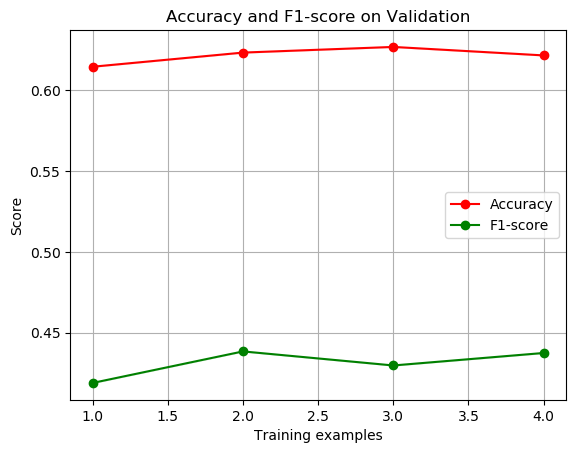 Accuracy and F1-score on Validation
Score
0.60
0.55
0.50
0.45
Accuracy
F1-score
1.0 1.5 2.0 2.5 3.0 3.5 4.0
Training examples